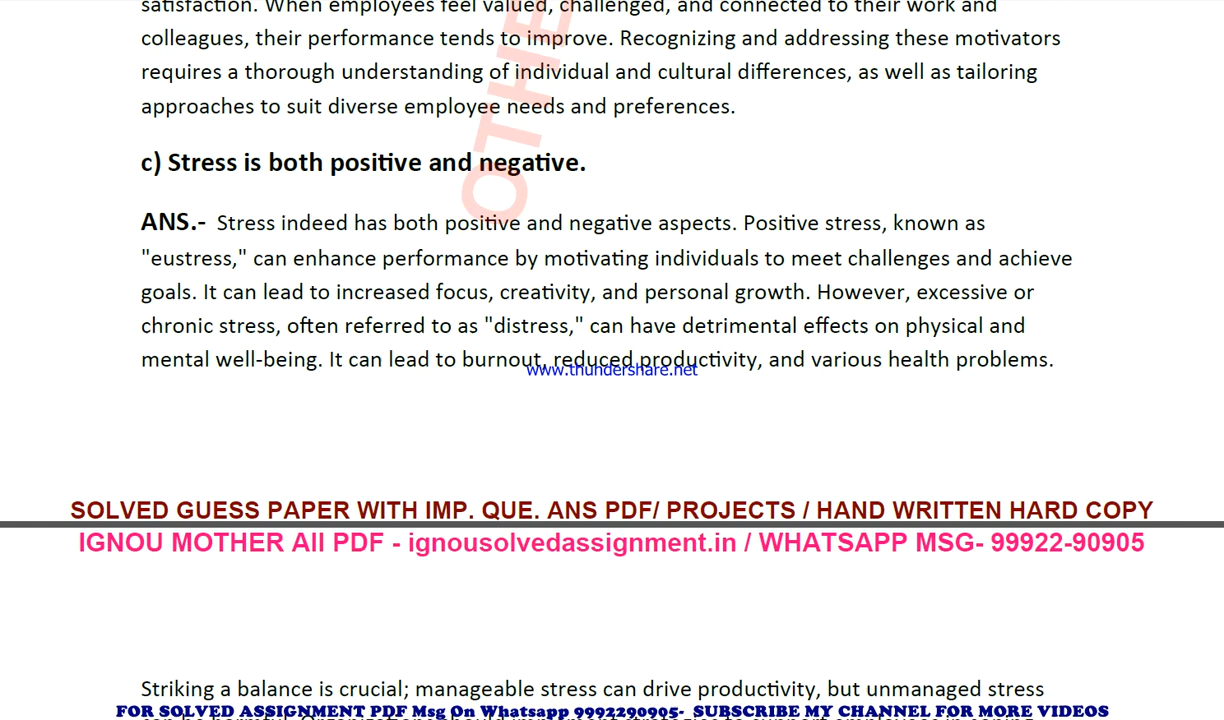 satisfaction. When employees feel valued, challenged, and connected to their work and
colleagues, their performance tends to improve. Recognizing and addressing these motivators
requires a thorough understanding of individual and cultural differences, as well as tailoring
approaches to suit diverse employee needs and preferences.
OTHE
c) Stress is both positive and negative.
ANS.- Stress indeed has both positive and negative aspects. Positive stress, known as
"eustress," can enhance performance by motivating individuals to meet challenges and achieve
goals. It can lead to increased focus, creativity, and personal growth. However, excessive or
chronic stress, often referred to as "distress," can have detrimental effects on physical and
mental well-being. It can lead to burnout, reduced productivity, and various health problems.
www.thundershare.net
SOLVED GUESS PAPER WITH IMP. QUE. ANS PDF/ PROJECTS / HAND WRITTEN HARD COPY
IGNOU MOTHER All PDF - ignousolvedassignment.in / WHATSAPP MSG- 99922-90905
Striking a balance is crucial; manageable stress can drive productivity, but unmanaged stress
FOR SOLVED ASSIGNMENT PDF Msg On Whatsapp 9992290905- SUBSCRIBE MY CHANNEL FOR MORE VIDEOS